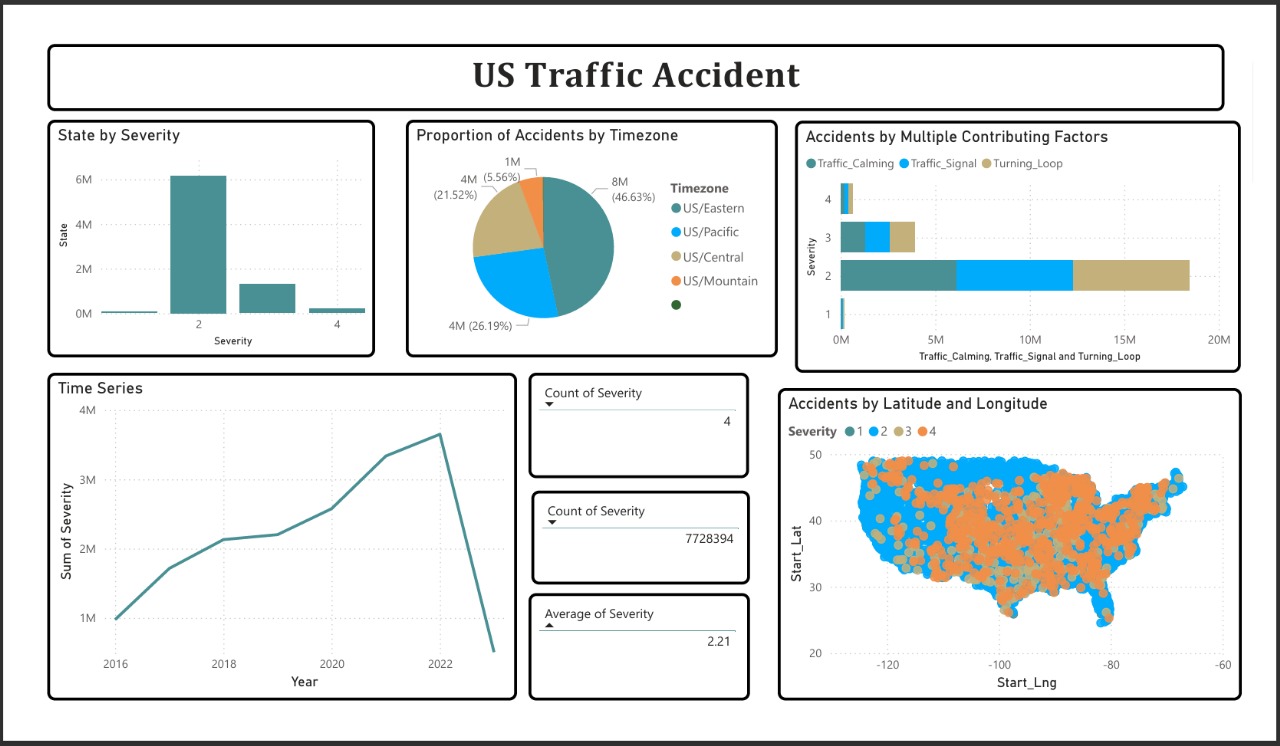 US Traffic Accident
State by Severity
6M
4M
2M
0M
State
2
4
Severity
Proportion of Accidents by Timezone
1M
(5.56%)
4M
(21.52%)
8M
(46.63%)
4M (26.19%)
Timezone
US/Eastern
US/Pacific
US/Central
US/Mountain
Accidents by Multiple Contributing Factors
Traffic_Calming Traffic_Signal Turning_Loop
4
3
2
1
Severity
0M 5M 10M 15M 20M
Traffic_Calming, Traffic_Signal and Turning_Loop
Time Series
4M
3M
2M
1M
Sum of Severity
2016 2018 2020 2022
Year
Count of Severity
4
Count of Severity
7728394
Average of Severity
2.21
Accidents by Latitude and Longitude
Severity 1 2 3 4
50
40
30
20
Start_Lat
-120 -100 -80 -60
Start_Lng